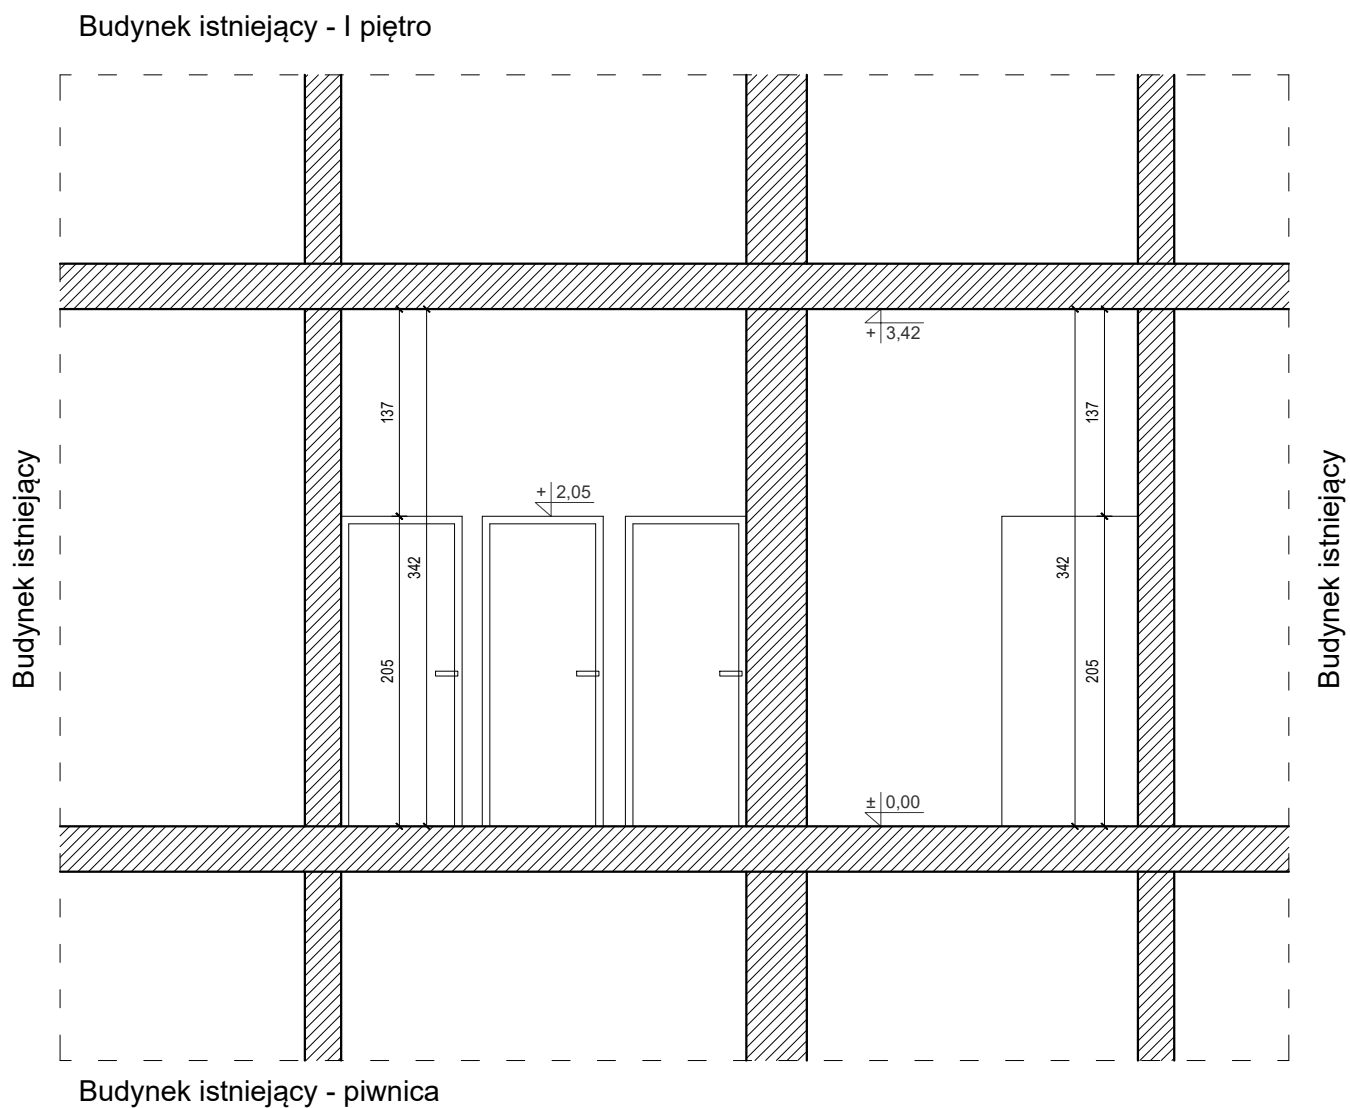 Budynek istniejący - I piętro
+ 3,42
137
137
Budynek istniejący
Budynek istniejący
+ 2,05
342
342
205
205
± 0,00
Budynek istniejący - piwnica